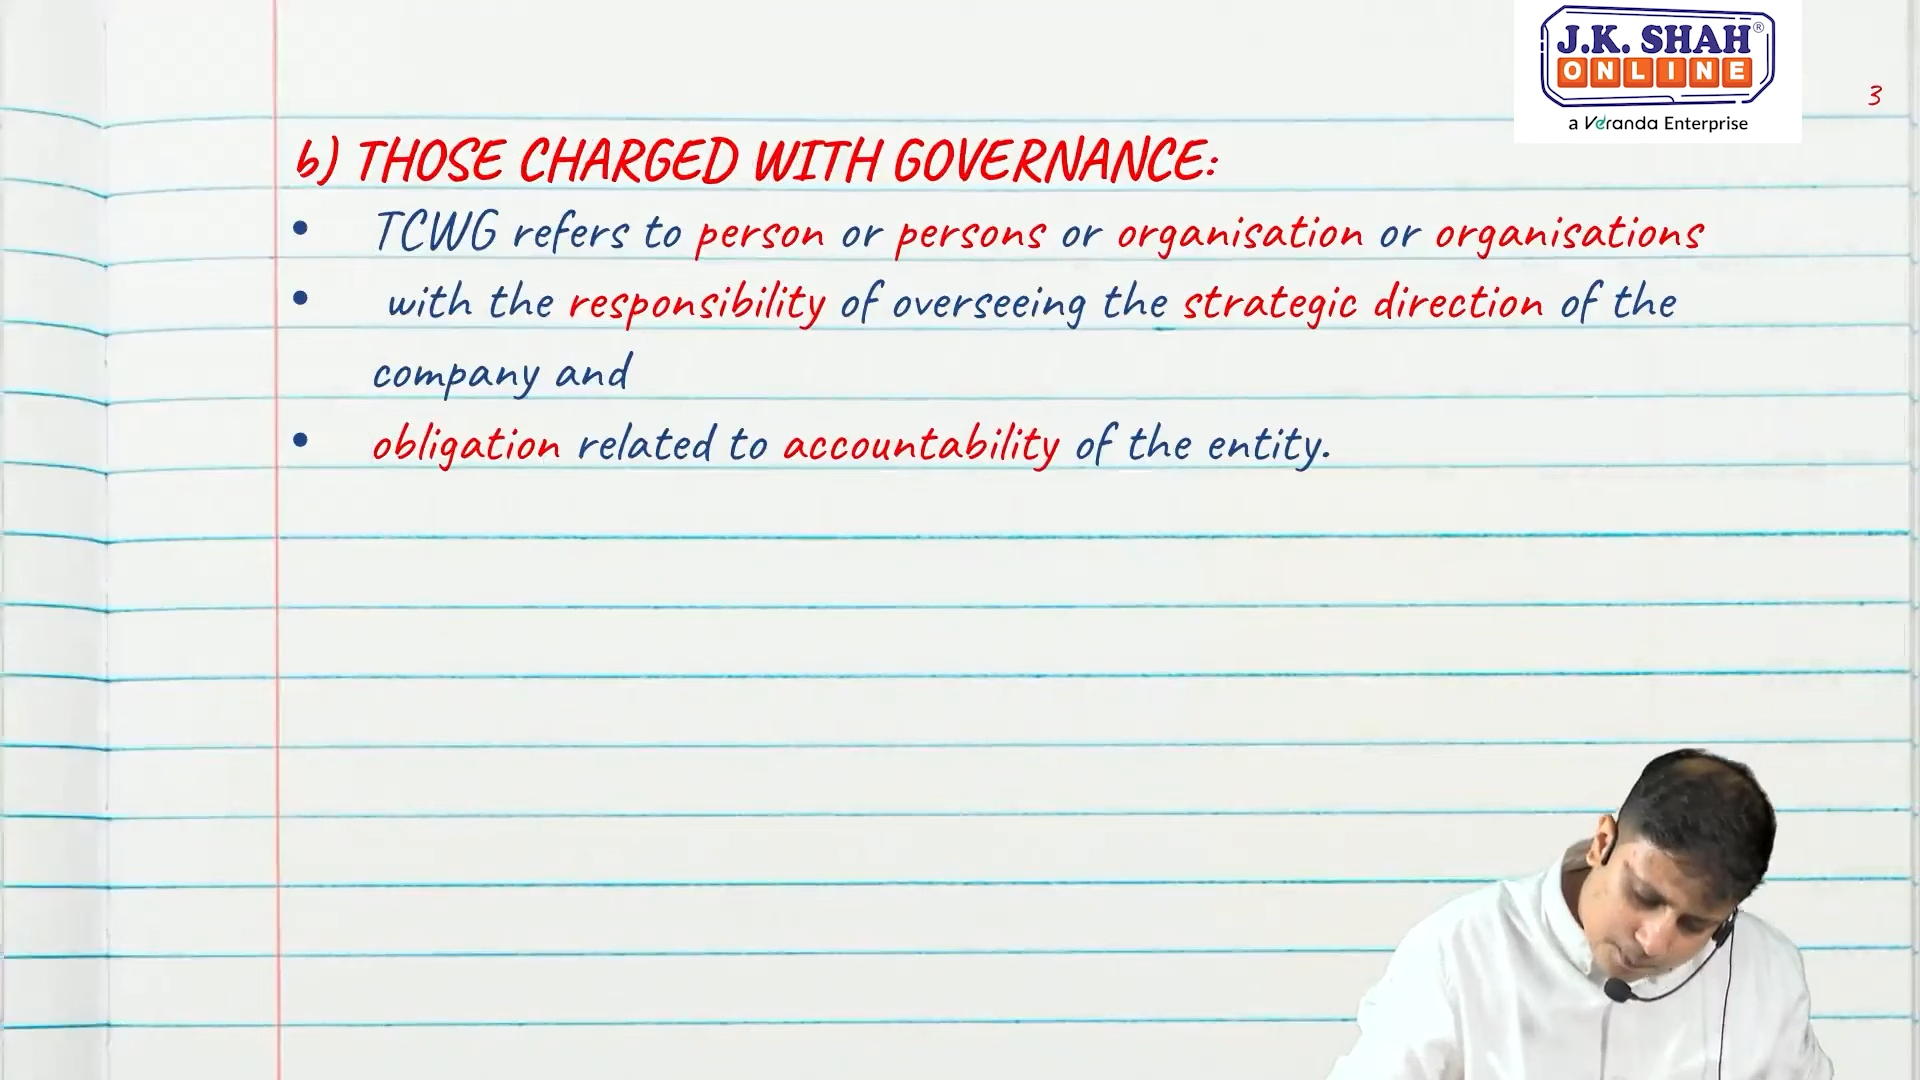 J.K. SHAH®
ONLINE
a Veranda Enterprise
3
b) THOSE CHARGED WITH GOVERNANCE:
• TCWG refers to person or persons or organisation or organisations
• with the responsibility of overseeing the strategic direction of the
company and
• obligation related to accountability of the entity.